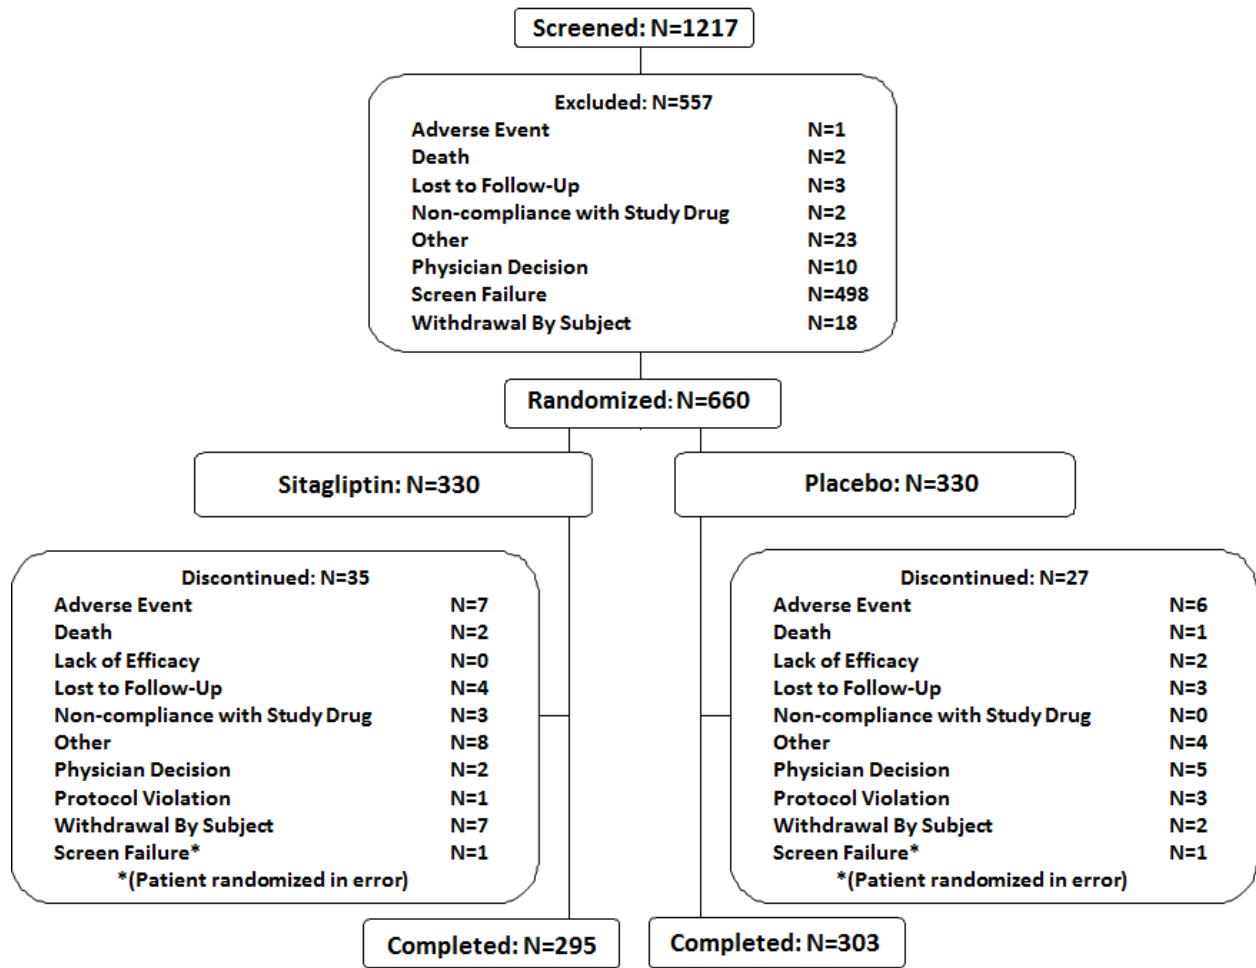 Screened: N=1217
Excluded: N=557
Adverse Event N=1
Death N=2
Lost to Follow-Up N=3
Non-compliance with Study Drug N=2
Other N=23
Physician Decision N=10
Screen Failure N=498
Withdrawal By Subject N=18
Randomized: N=660
Sitagliptin: N=330
Placebo: N=330
Discontinued: N=35
Adverse Event N=7
Death N=2
Lack of Efficacy N=0
Lost to Follow-Up N=4
Non-compliance with Study Drug N=3
Other N=8
Physician Decision N=2
Protocol Violation N=1
Withdrawal By Subject N=7
Screen Failure* N=1
*(Patient randomized in error)
Discontinued: N=27
Adverse Event N=6
Death N=1
Lack of Efficacy N=2
Lost to Follow-Up N=3
Non-compliance with Study Drug N=0
Other N=4
Physician Decision N=5
Protocol Violation N=3
Withdrawal By Subject N=2
Screen Failure* N=1
*(Patient randomized in error)
Completed: N=295
Completed: N=303